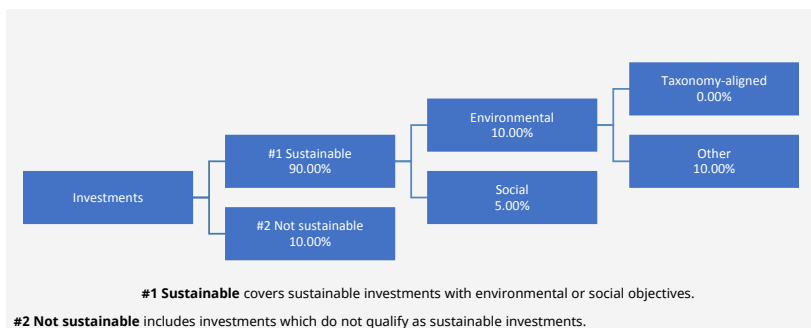 Taxonomy-aligned
0.00%
Environmental
10.00%
#1 Sustainable
90.00%
Other
10.00%
Investments
Social
5.00%
#2 Not sustainable
10.00%
#1 Sustainable covers sustainable investments with environmental or social objectives.
#2 Not sustainable includes investments which do not qualify as sustainable investments.